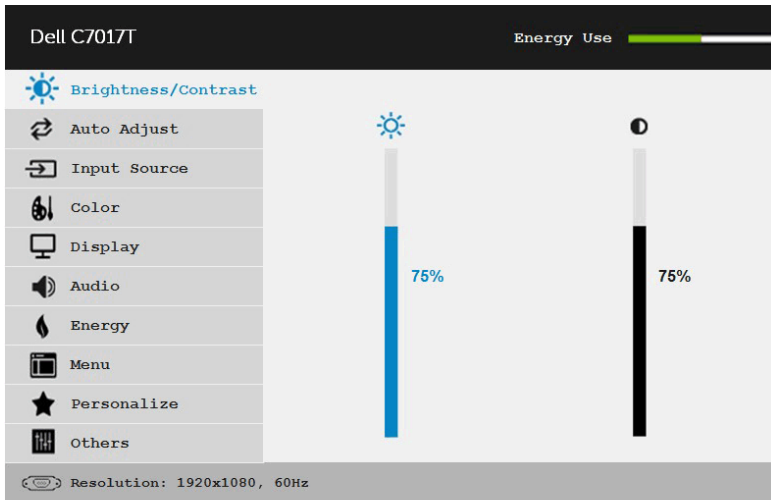 Dell C7017T
Energy Use
Brightness/Contrast
Auto Adjust
Input Source
Color
Display
Audio
75%
75%
Energy
Menu
Personalize
Others
Resolution: 1920x1080, 60Hz